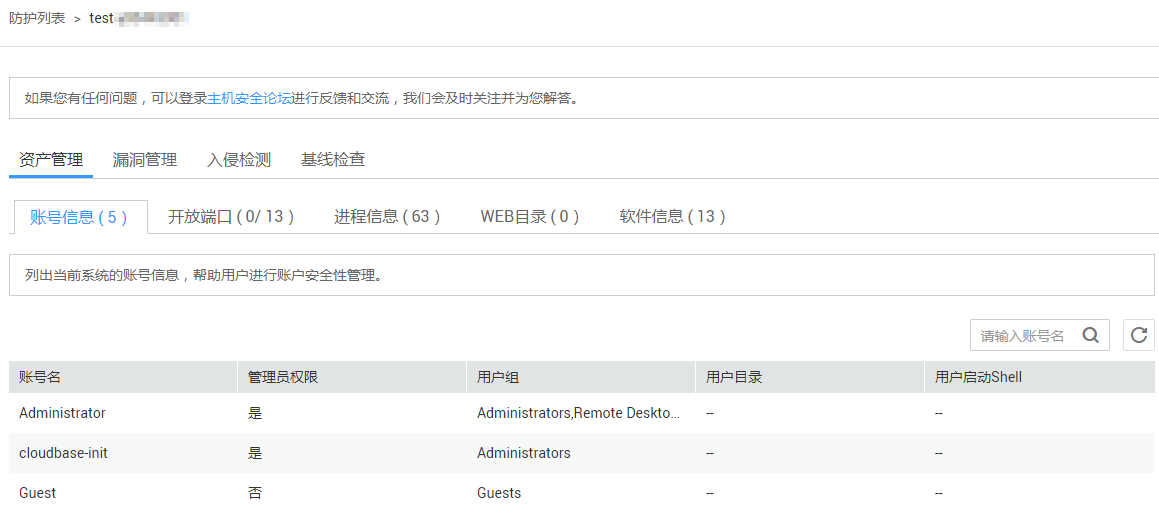 防护列表 > test
如果您有任何问题，可以登录主机安全论坛进行反馈和交流，我们会及时关注并为您解答。
资产管理 漏洞管理 入侵检测 基线检查
账号信息 ( 5 ) 开放端口 ( 0/ 13 ) 进程信息 ( 63 ) WEB目录 ( 0 ) 软件信息 ( 13 )
列出当前系统的账号信息，帮助用户进行账户安全性管理。
请输入账号名
账号名 管理员权限 用户组 用户目录 用户启动Shell
Administrator 是 Administrators,Remote Deskto... -- --
cloudbase-init 是 Administrators -- --
Guest 否 Guests -- --